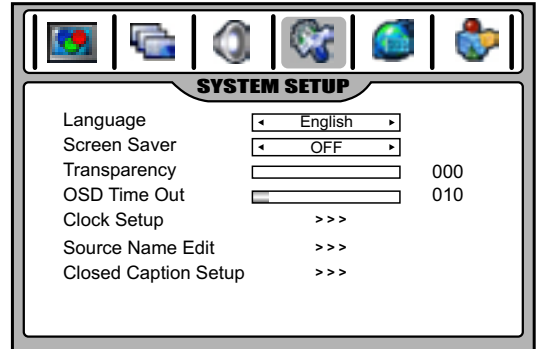 SYSTEM SETUP
Language ◂ English ▸
Screen Saver ◂ OFF ▸
Transparency 000
OSD Time Out 010
Clock Setup >>>
Source Name Edit >>>
Closed Caption Setup >>>